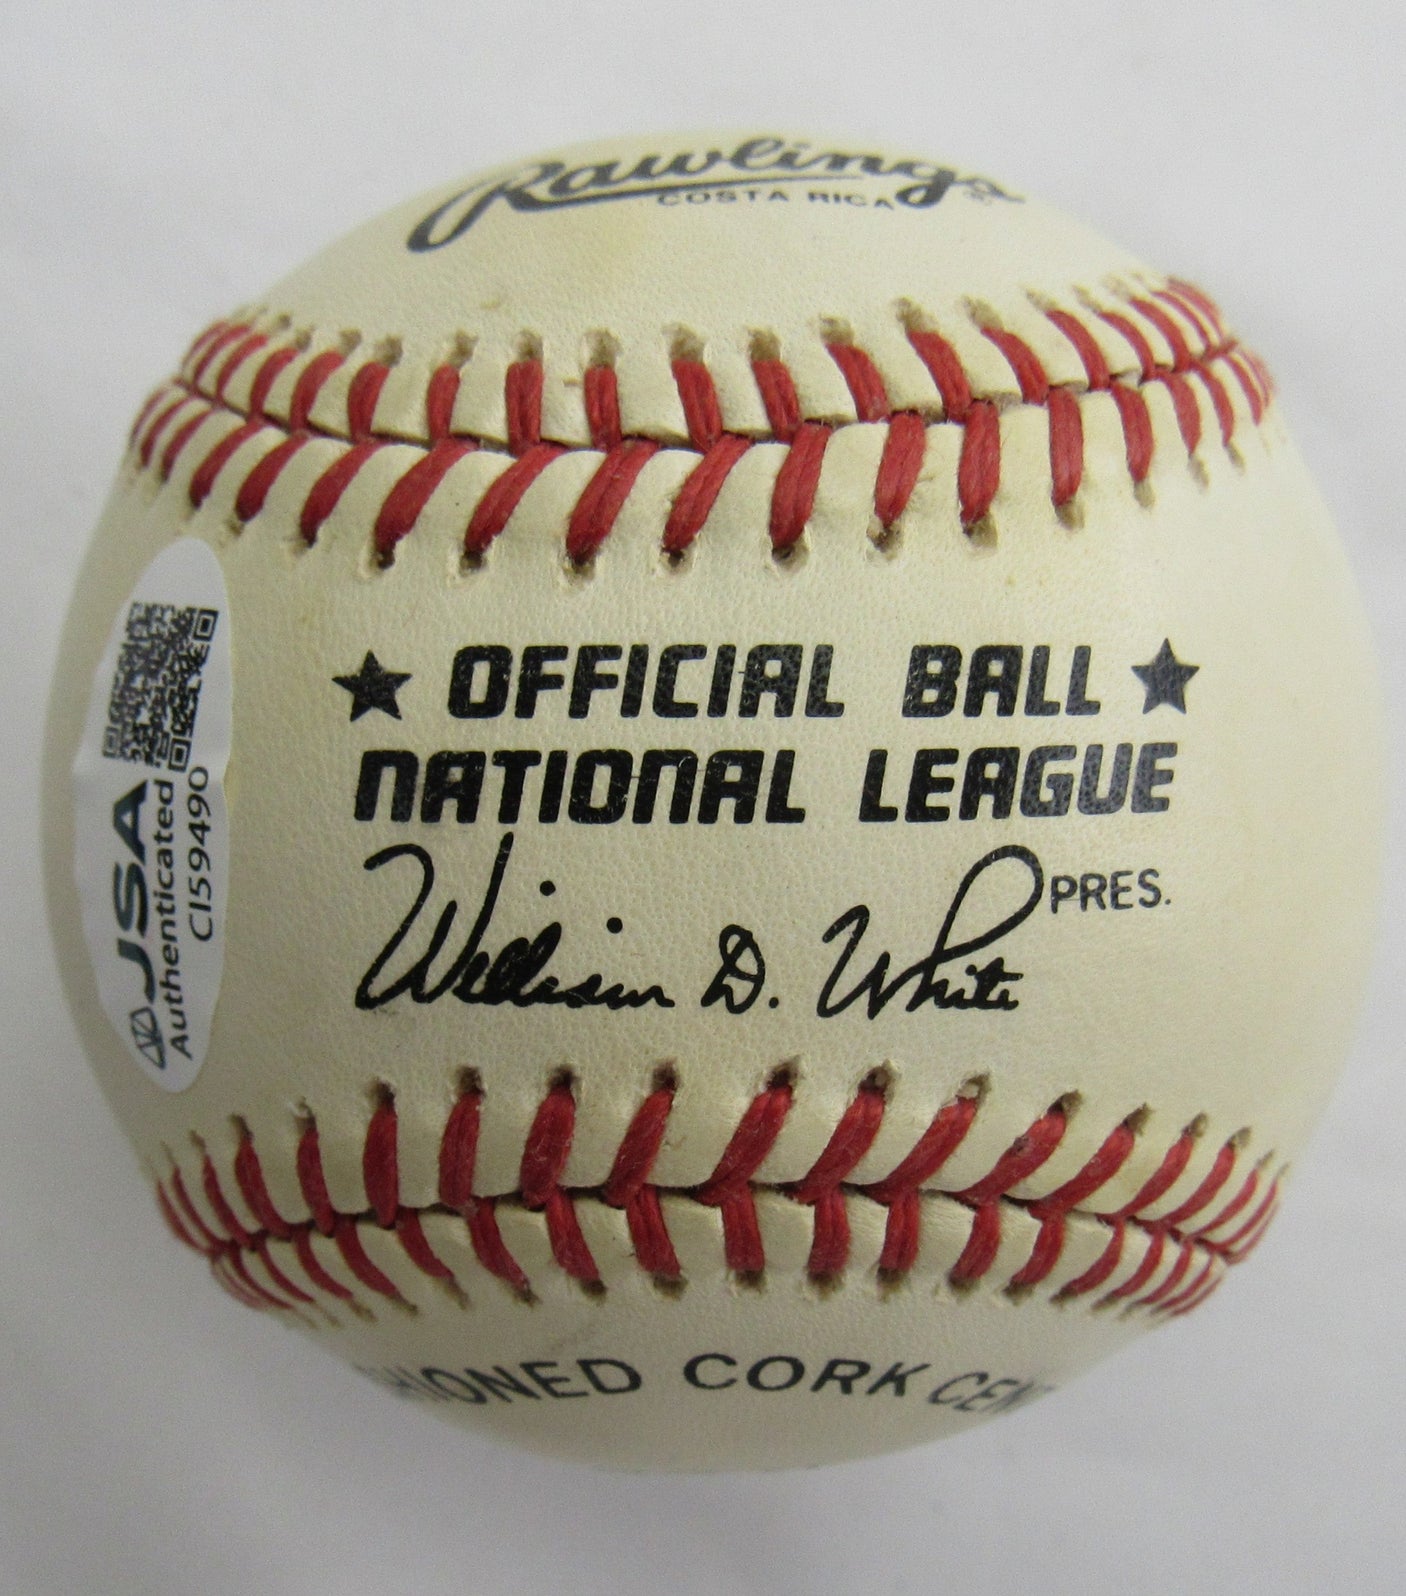 Rawlings
COSTA RICA
★ OFFICIAL BALL ★
NATIONAL LEAGUE
William D. White PRES.
CORK
JSA
Authenticated
CI59490